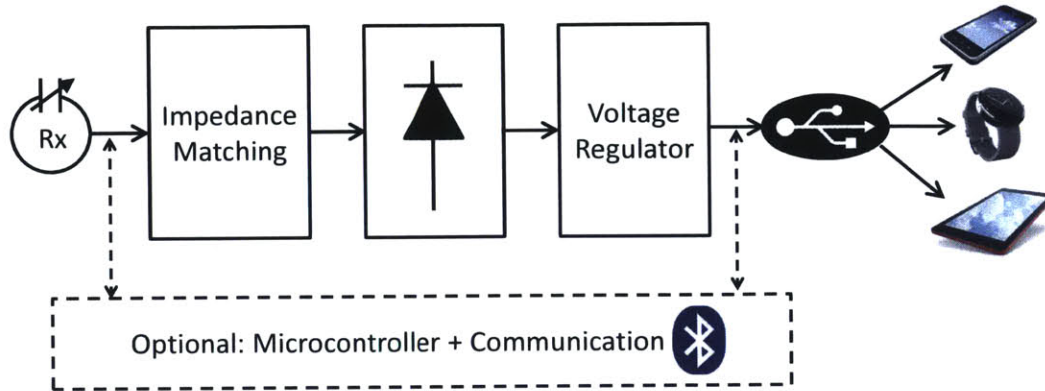 Rx
Impedance
Matching
Voltage
Regulator
Optional: Microcontroller + Communication